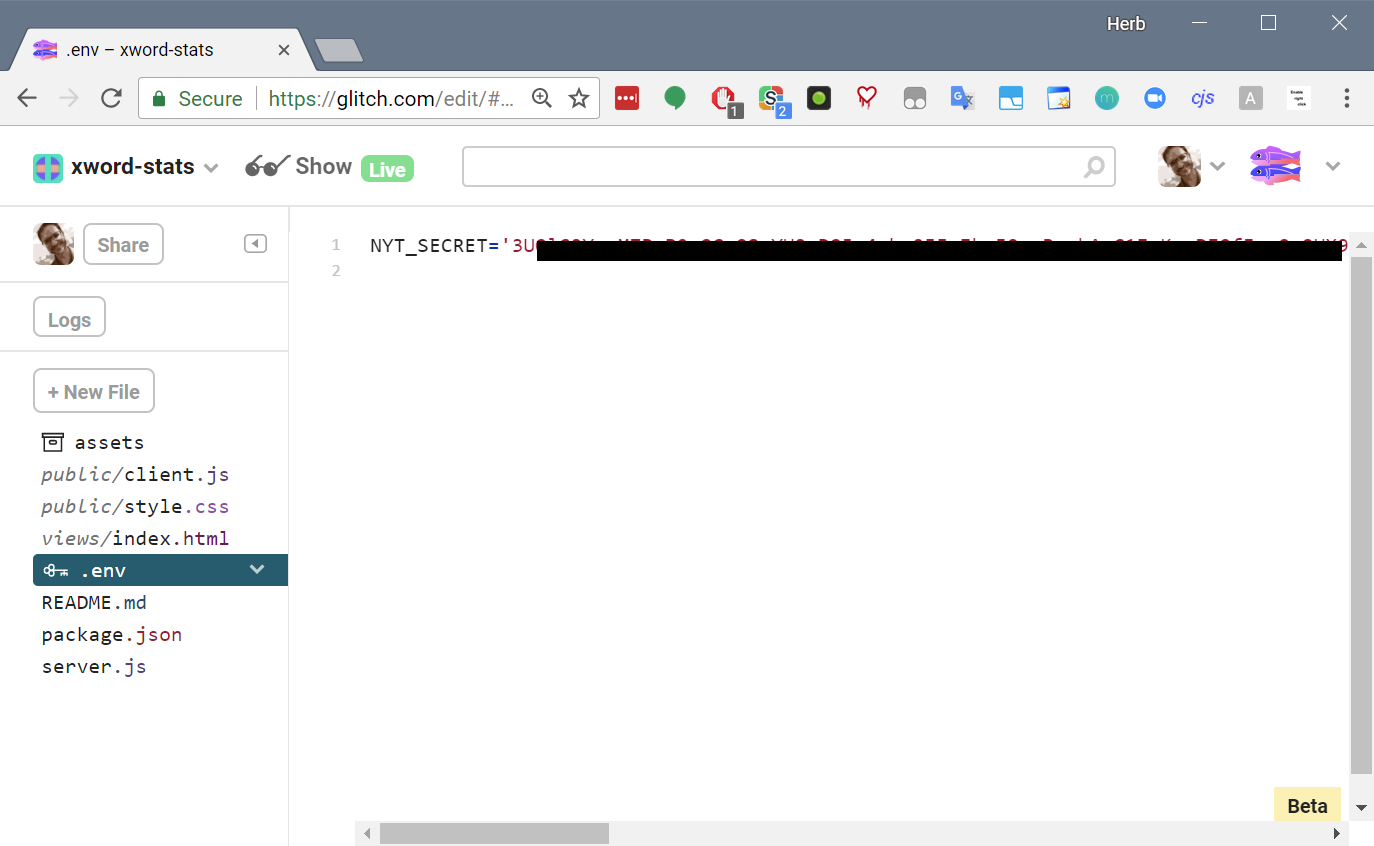 Herb
.env – xword-stats
Secure https://glitch.com/edit/#...
1
2
cjs
A
m
xword-stats
Show
Live
Share
Logs
+ New File
assets
public/client.js
public/style.css
views/index.html
.env
README.md
package.json
server.js
1 NYT_SECRET='3U
2
Beta